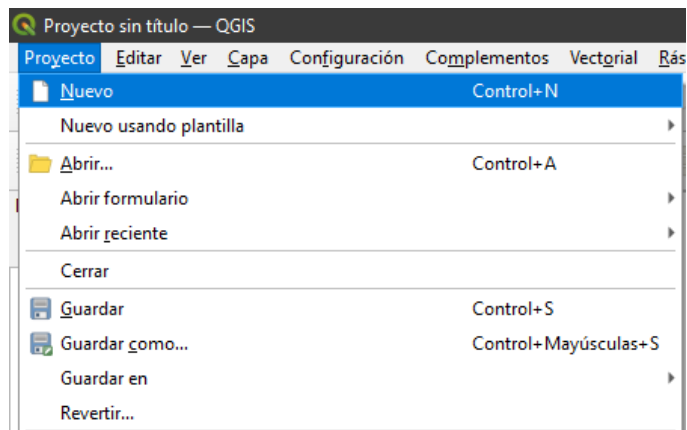 Proyecto sin título — QGIS
Proyecto Editar Ver Capa Configuración Complementos Vectorial Rás
Nuevo Control+N
Nuevo usando plantilla
Abrir... Control+A
Abrir formulario
Abrir reciente
Cerrar
Guardar Control+S
Guardar como... Control+Mayúsculas+S
Guardar en
Revertir...